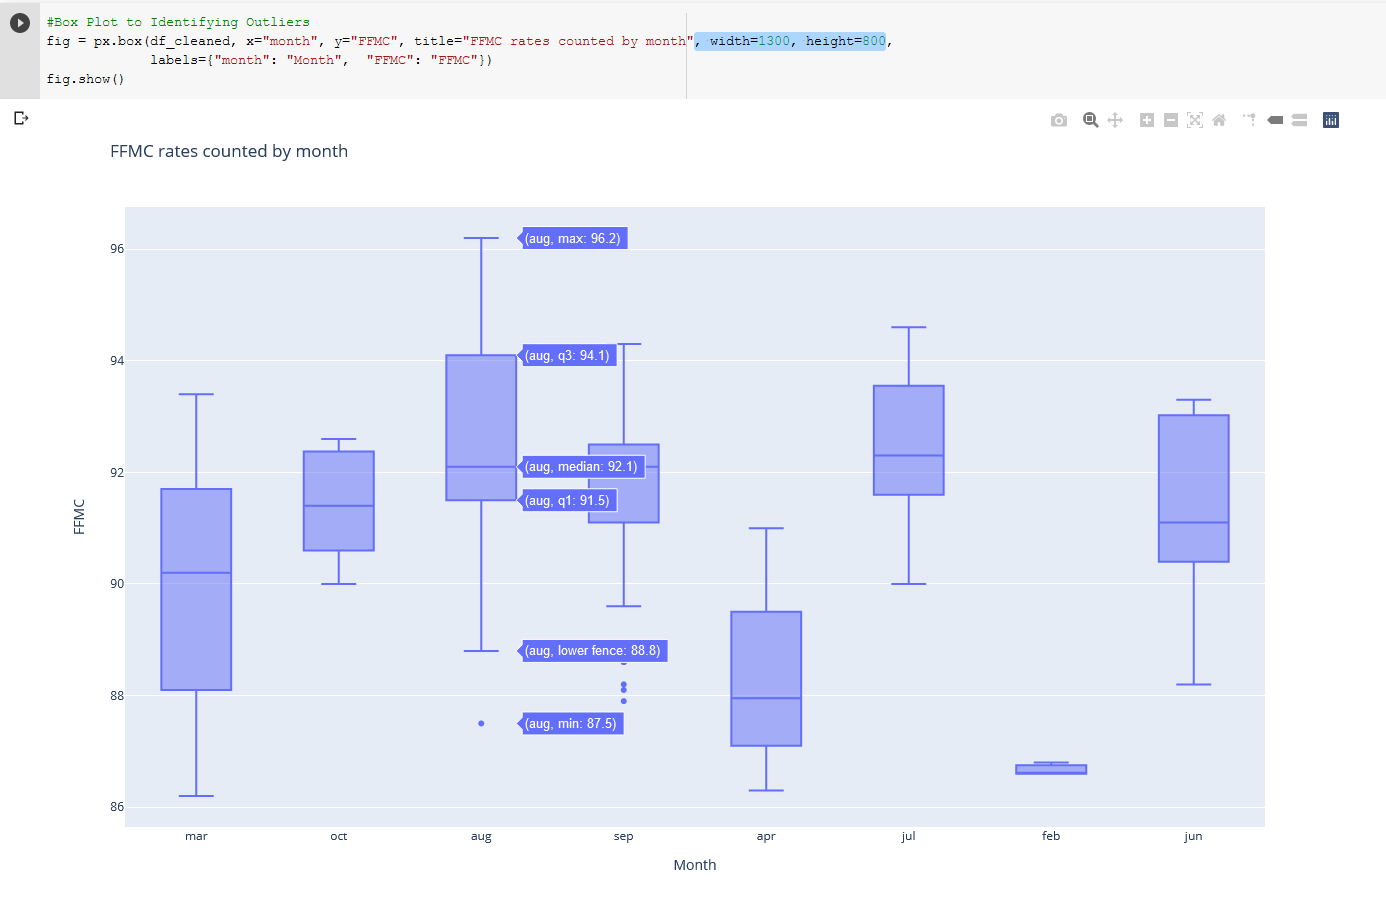 #Box Plot to Identifying Outliers
fig = px.box(df_cleaned, x="month", y="FFMC", title="FFMC rates counted by month", width=1300, height=800,
labels={"month": "Month",  "FFMC": "FFMC"})
fig.show()
FFMC rates counted by month
(aug, max: 96.2)
96
(aug, q3: 94.1)
94
(aug, median: 92.1)
92
(aug, q1: 91.5)
FFMC
90
(aug, lower fence: 88.8)
88
(aug, min: 87.5)
86
mar oct aug sep apr jul feb jun
Month